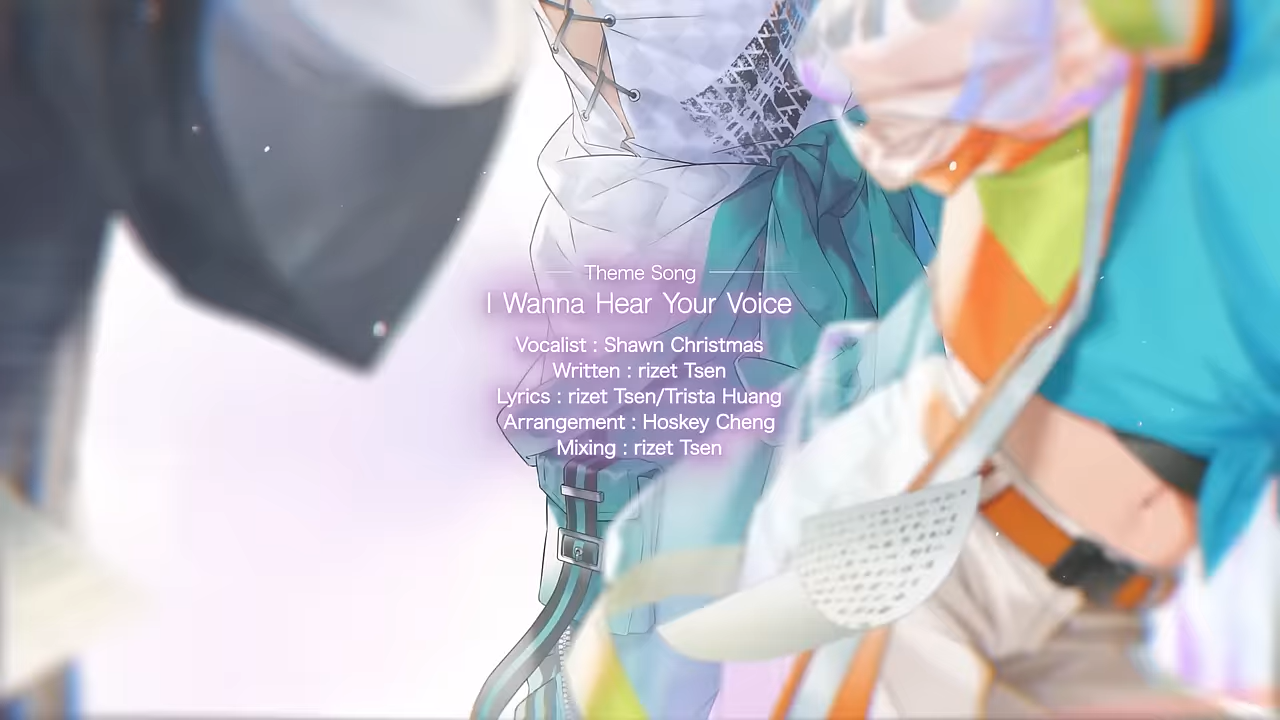 Theme Song
I Wanna Hear Your Voice
Vocalist : Shawn Christmas
Written : rizet Tsen
Lyrics : rizet Tsen/Trista Huang
Arrangement : Hoskey Cheng
Mixing : rizet Tsen